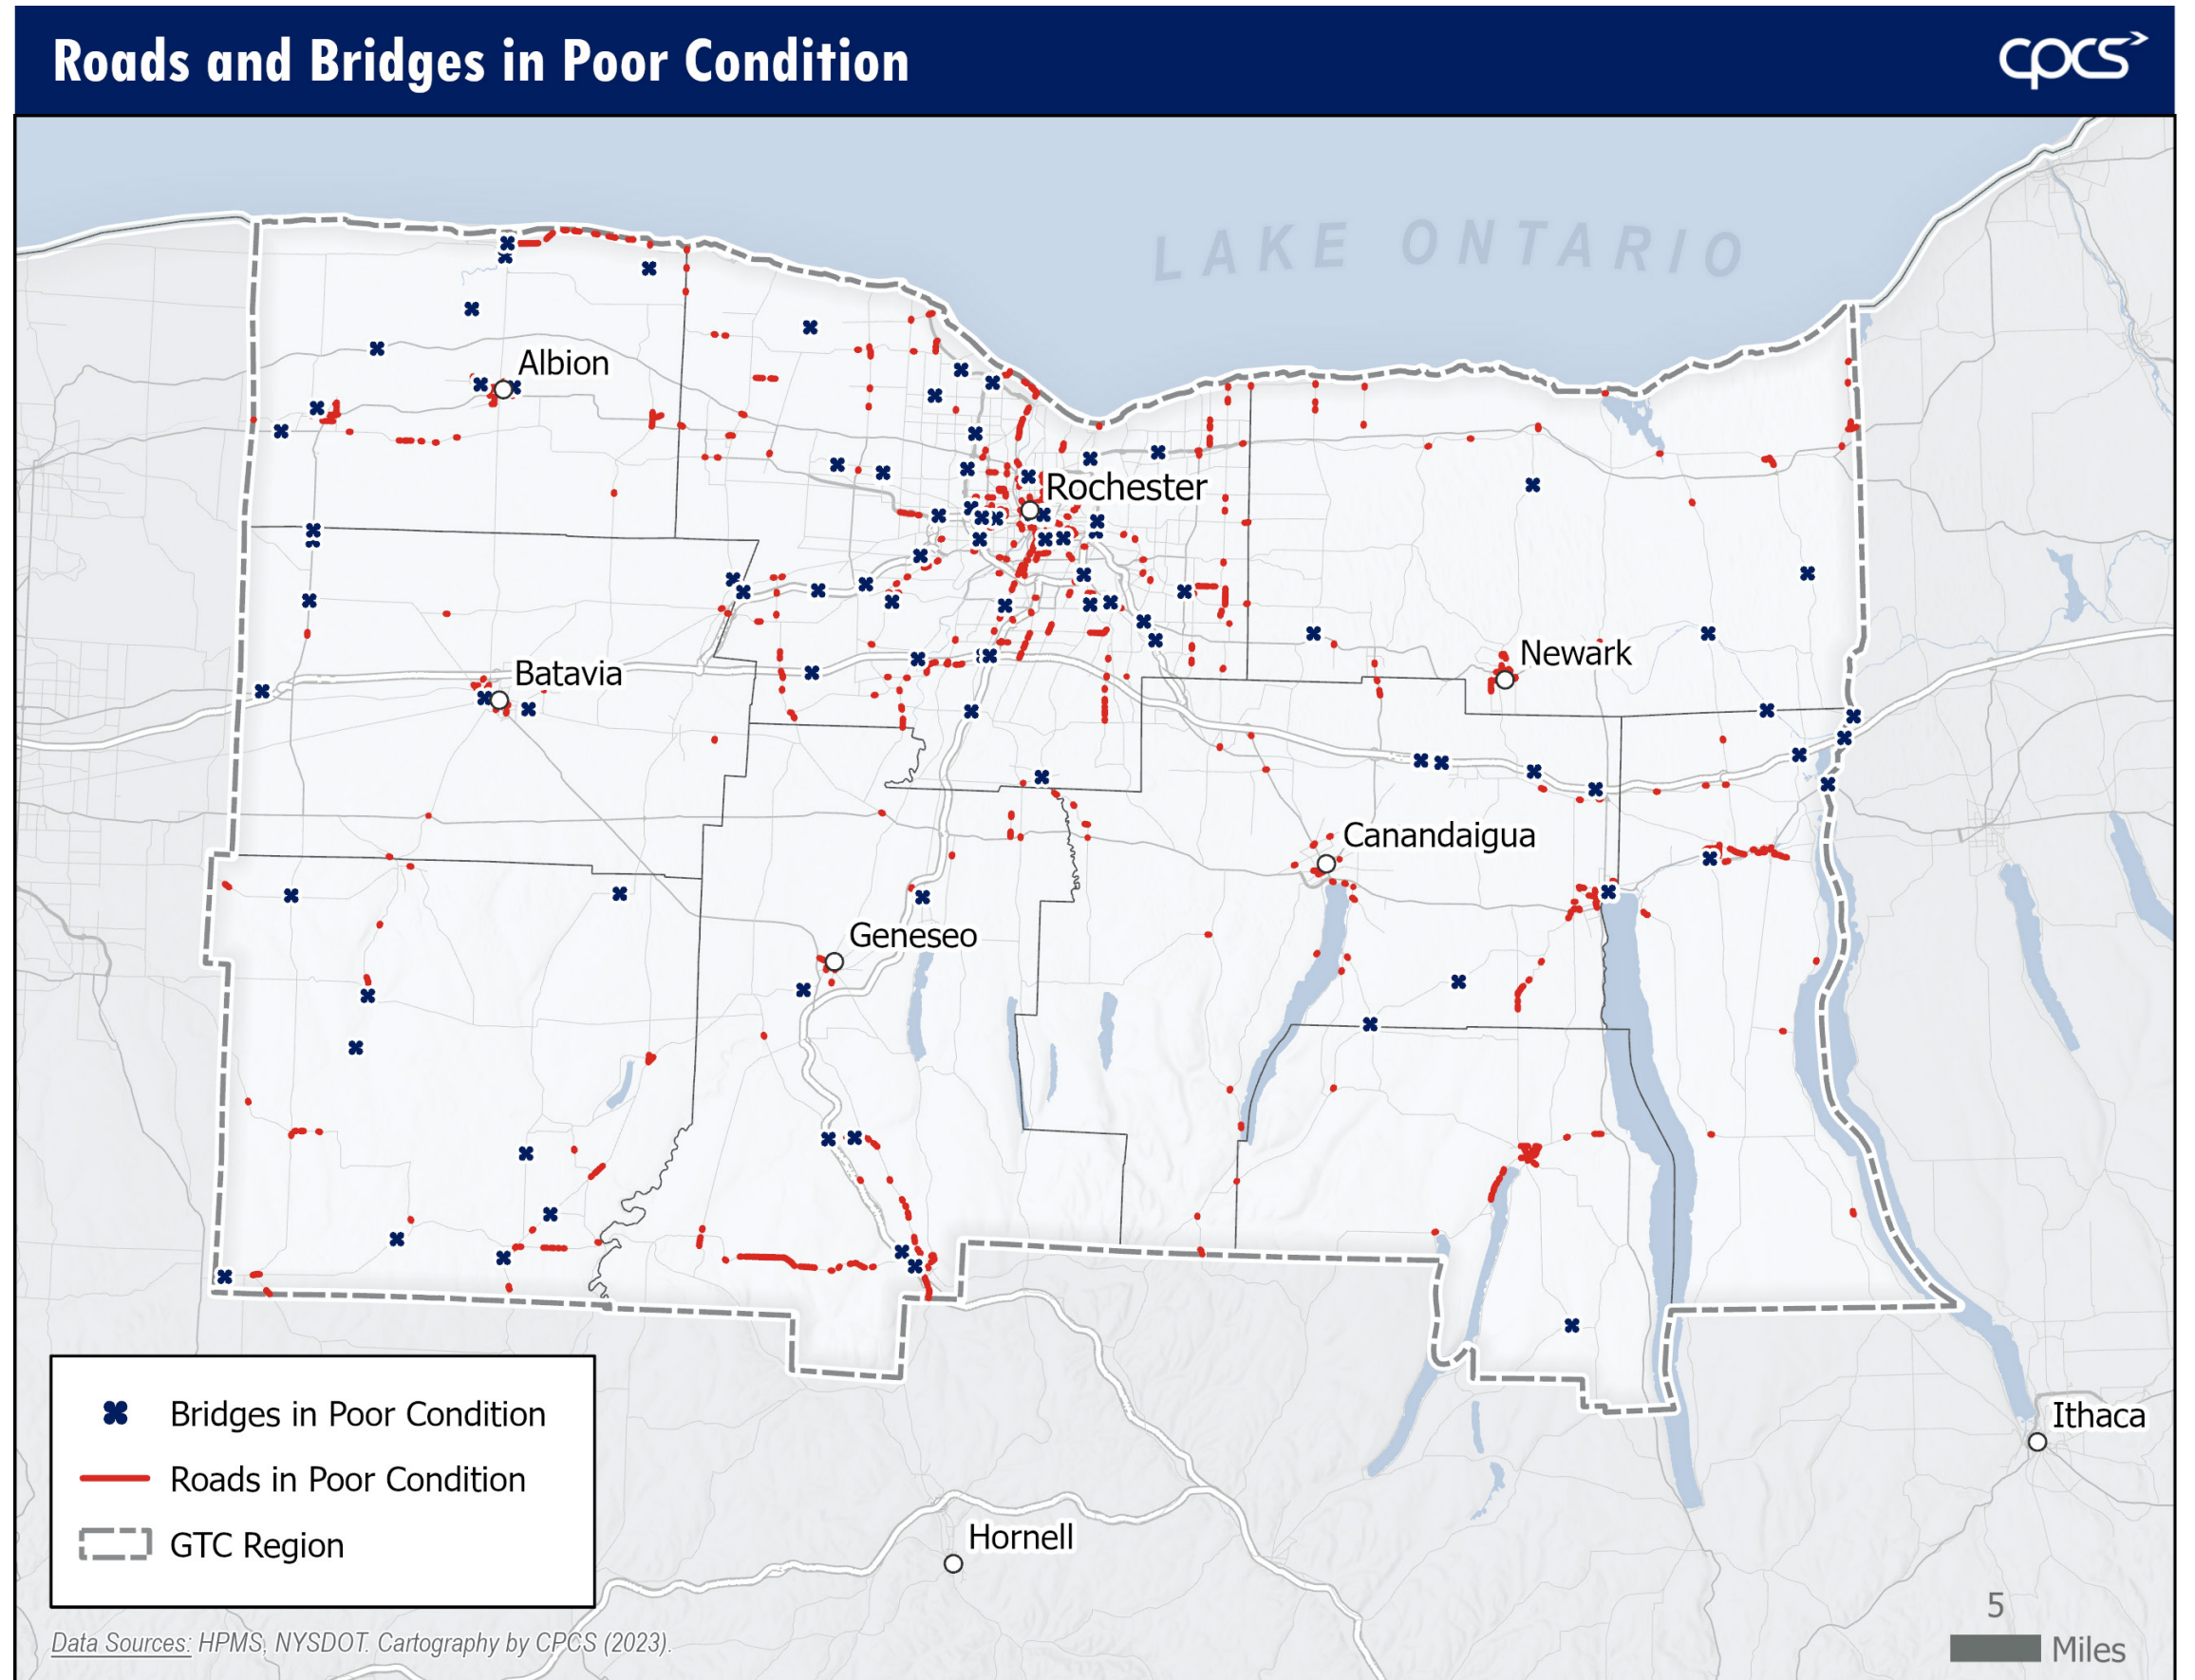 Roads and Bridges in Poor Condition
cpcs
LAKE ONTARIO
Albion
Rochester
Newark
Batavia
Canandaigua
Geneseo
Bridges in Poor Condition
Roads in Poor Condition
GTC Region
Ithaca
Hornell
5
Miles
Data Sources: HPMS, NYSDOT. Cartography by CPCS (2023).